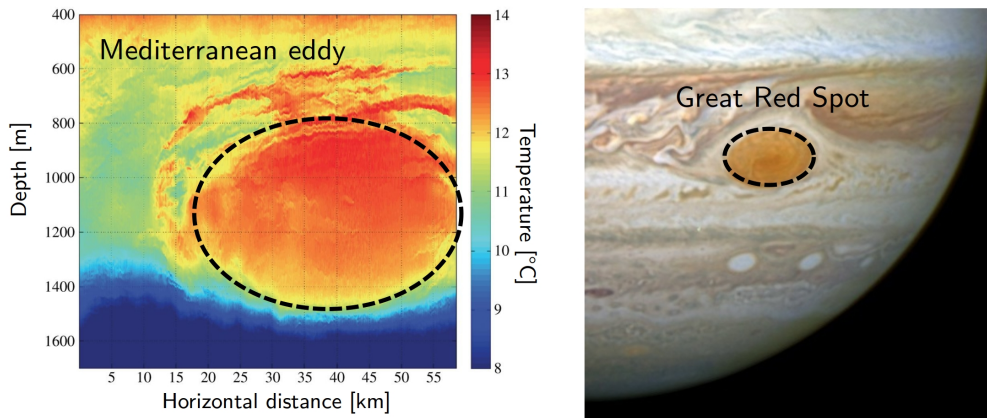 Mediterranean eddy
Depth [m]
400
600
800
1000
1200
1400
1600
5 10 15 20 25 30 35 40 45 50 55
Horizontal distance [km]
14
13
12
11
10
9
8
Temperature [°C]
Great Red Spot